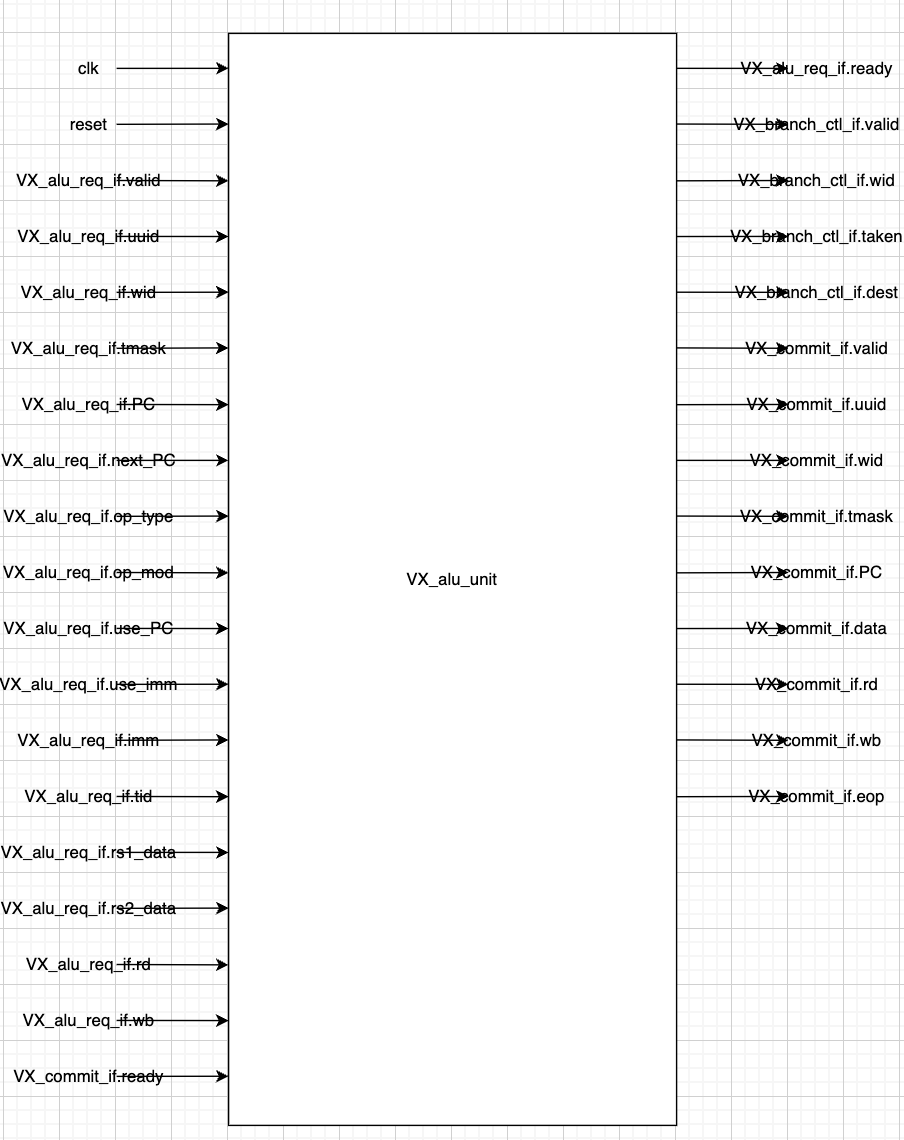 clk
reset
VX_alu_req_if.valid
VX_alu_req_if.uuid
VX_alu_req_if.wid
VX_alu_req_if.tmask
VX_alu_req_if.PC
VX_alu_req_if.next_PC
VX_alu_req_if.op_type
VX_alu_req_if.op_mod
VX_alu_req_if.use_PC
VX_alu_req_if.use_imm
VX_alu_req_if.imm
VX_alu_req_if.tid
VX_alu_req_if.rs1_data
VX_alu_req_if.rs2_data
VX_alu_req_if.rd
VX_alu_req_if.wb
VX_commit_if.ready
VX_alu_unit
VX_alu_req_if.ready
VX_branch_ctl_if.valid
VX_branch_ctl_if.wid
VX_branch_ctl_if.taken
VX_branch_ctl_if.dest
VX_commit_if.valid
VX_commit_if.uuid
VX_commit_if.wid
VX_commit_if.tmask
VX_commit_if.PC
VX_commit_if.data
VX_commit_if.rd
VX_commit_if.wb
VX_commit_if.eop